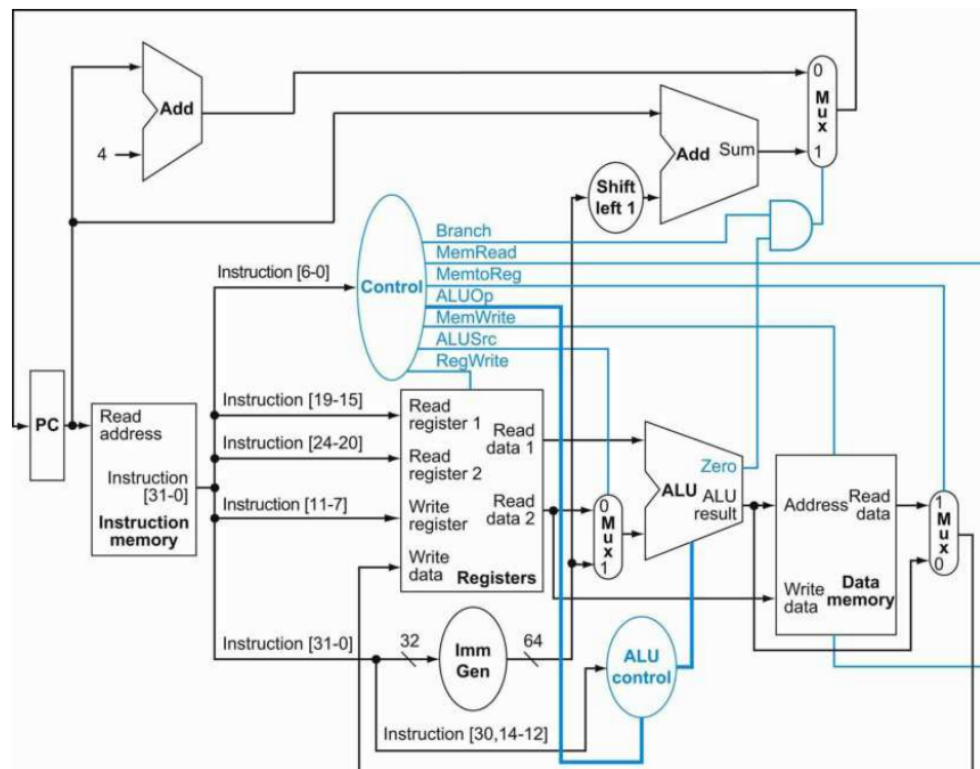 0
M
u
x
1
Add
4
Add Sum
Shift
left 1
Branch
MemRead
MemtoReg
ALUOp
MemWrite
ALUSrc
RegWrite
Control
Instruction [6-0]
PC
Read
address
Instruction
[31-0]
Instruction
memory
Instruction [19-15]
Instruction [24-20]
Instruction [11-7]
Instruction [31-0]
Read
register 1
Read
register 2
Write
register
Write
data
Read
data 1
Read
data 2
Registers
0
M
u
x
1
Zero
ALU
ALU
result
Address
Read
data
Write
data
Data
memory
1
M
u
x
0
32
Imm
Gen
64
ALU
control
Instruction [30,14-12]